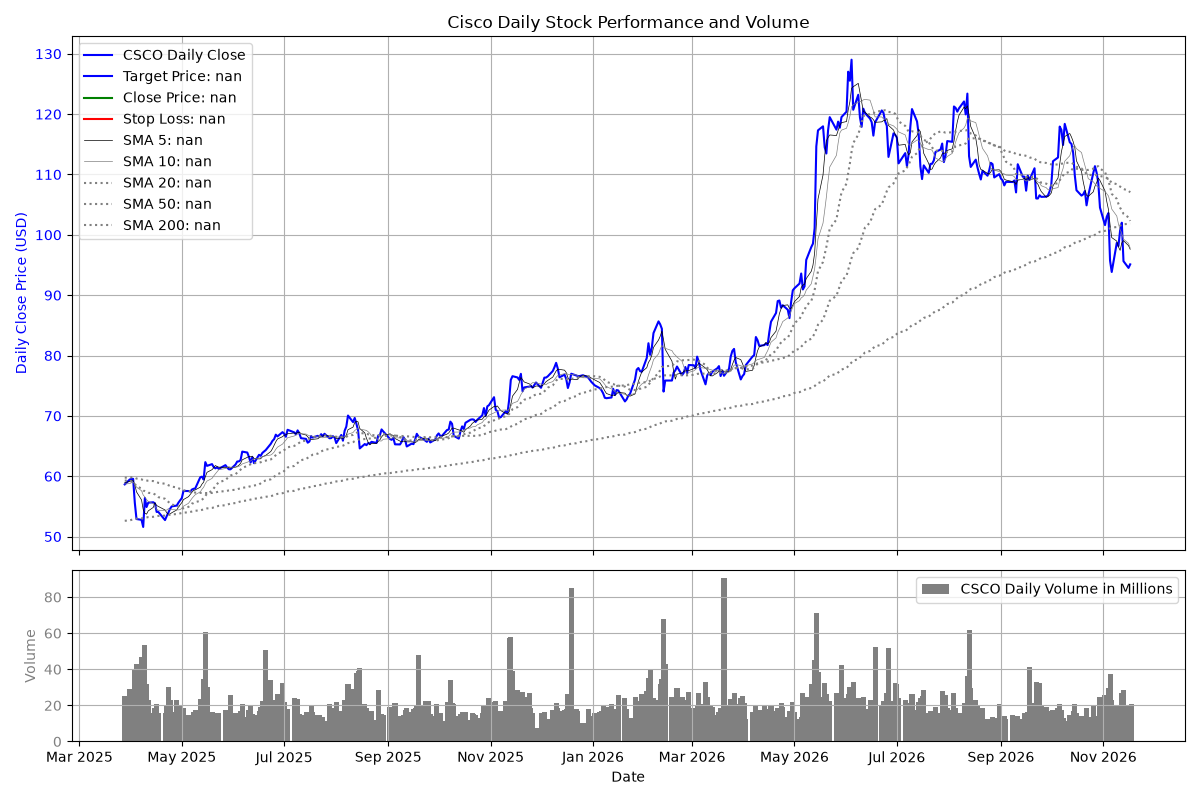 Cisco Daily Stock Performance and Volume
130
120
110
100
90
80
70
60
50
Daily Close Price (USD)
CSCO Daily Close
Target Price: nan
Close Price: nan
Stop Loss: nan
SMA 5: nan
SMA 10: nan
SMA 20: nan
SMA 50: nan
SMA 200: nan
80
60
40
20
0
Volume
CSCO Daily Volume in Millions
Mar 2025 May 2025 Jul 2025 Sep 2025 Nov 2025 Jan 2026 Mar 2026 May 2026 Jul 2026 Sep 2026 Nov 2026
Date